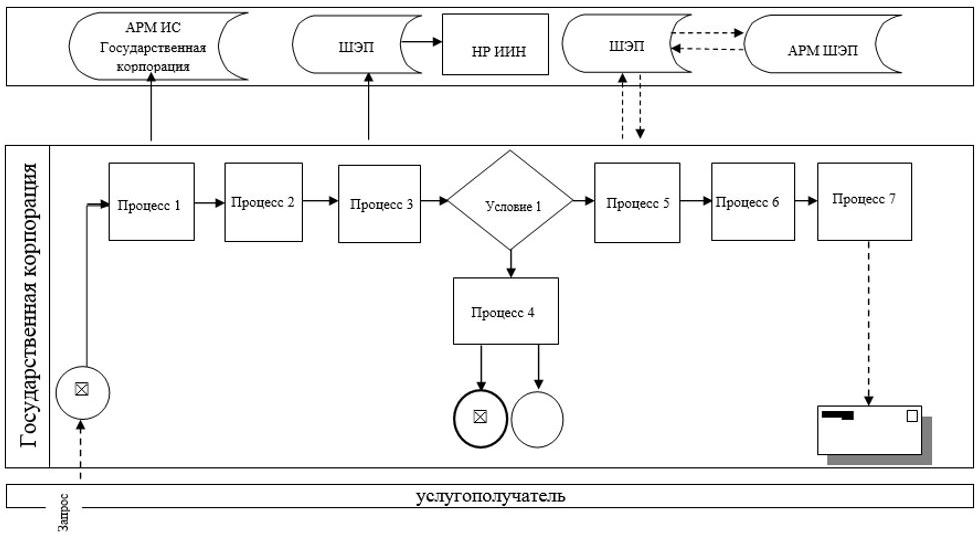 АРМ ИС
Государственная
корпорация
ШЭП
НР ИИН
ШЭП
АРМ ШЭП
Государственная корпорация
Процесс 1
Процесс 2
Процесс 3
Условие 1
Процесс 5
Процесс 6
Процесс 7
Процесс 4
услугополучатель
Запрос